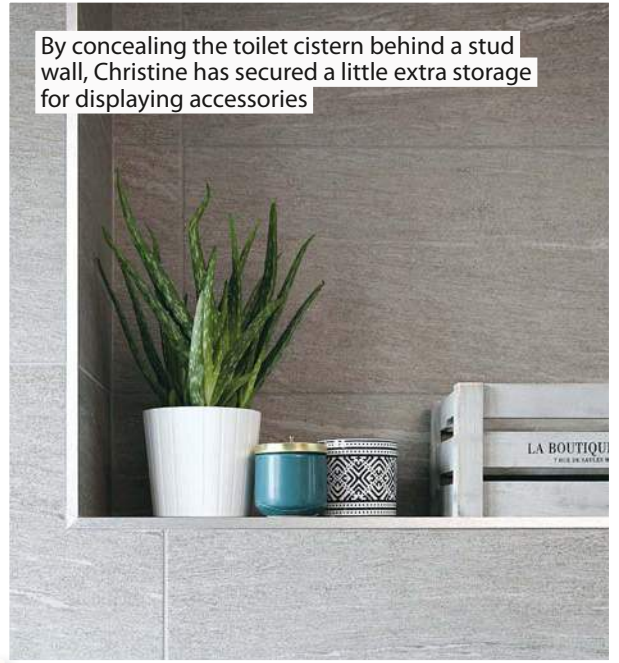 By concealing the toilet cistern behind a stud
wall, Christine has secured a little extra storage
for displaying accessories
LA BOUTIQU